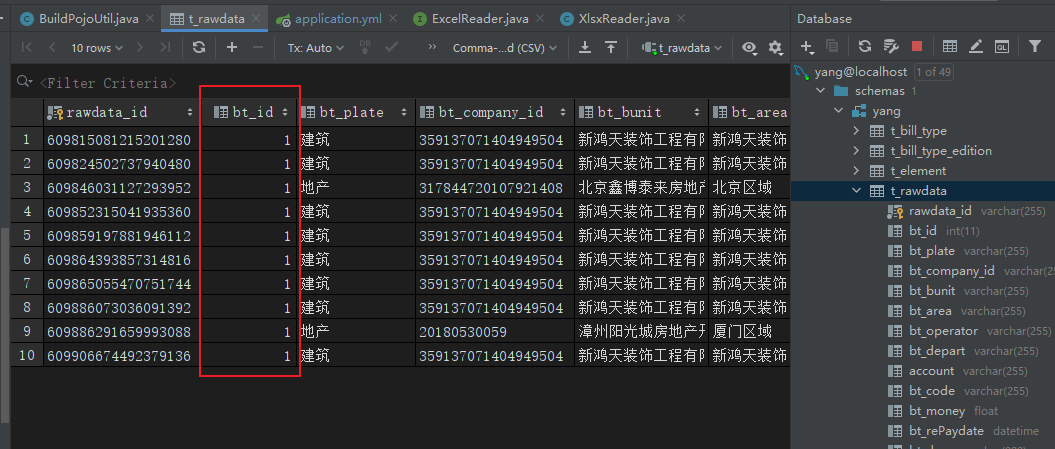 BuildPojoUtil.java t_rawdata application.yml ExcelReader.java XlsxReader.java Database
10 rows Tx: Auto DB Comma-...d (CSV) t_rawdata QL
<Filter Criteria>
yang@localhost 1 of 49
schemas 1
yang
t_bill_type
t_bill_type_edition
t_element
t_rawdata
rawdata_id varchar(255)
bt_id int(11)
bt_plate varchar(255)
bt_company_id varchar(255)
bt_bunit varchar(255)
bt_area varchar(255)
bt_operator varchar(255)
bt_depart varchar(255)
account varchar(255)
bt_code varchar(255)
bt_money float
bt_rePaydate datetime
rawdata_id bt_id bt_plate bt_company_id bt_bunit bt_area
1 609815081215201280 1 建筑 359137071404949504 新鸿天装饰工程有限 新鸿天装饰
2 609824502737940480 1 建筑 359137071404949504 新鸿天装饰工程有限 新鸿天装饰
3 609846031127293952 1 地产 317844720107921408 北京鑫博泰来房地产 北京区域
4 609852315041935360 1 建筑 359137071404949504 新鸿天装饰工程有限 新鸿天装饰
5 609859197881946112 1 建筑 359137071404949504 新鸿天装饰工程有限 新鸿天装饰
6 609864393857314816 1 建筑 359137071404949504 新鸿天装饰工程有限 新鸿天装饰
7 609865055470751744 1 建筑 359137071404949504 新鸿天装饰工程有限 新鸿天装饰
8 609886073036091392 1 建筑 359137071404949504 新鸿天装饰工程有限 新鸿天装饰
9 609886291659993088 1 地产 20180530059 漳州阳光城房地产开 厦门区域
10 609906674492379136 1 建筑 359137071404949504 新鸿天装饰工程有限 新鸿天装饰